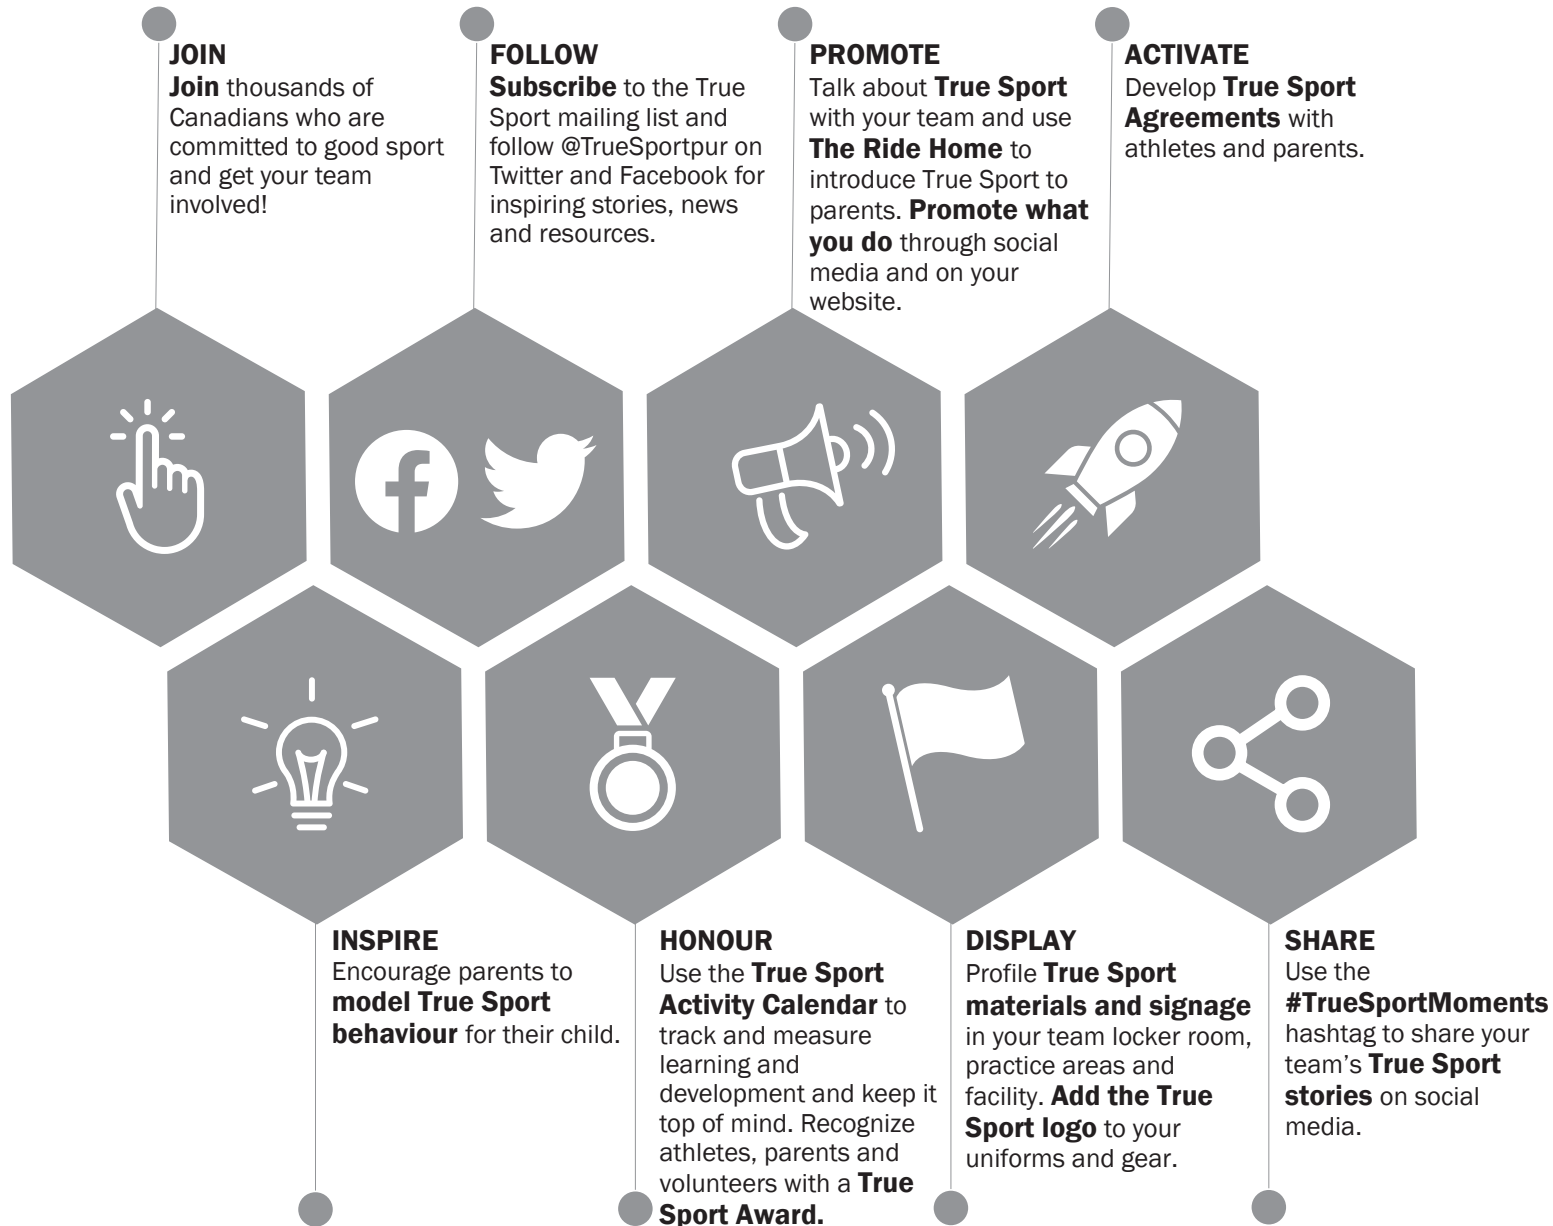 JOIN
Join thousands of
Canadians who are
committed to good sport
and get your team
involved!
FOLLOW
Subscribe to the True
Sport mailing list and
follow @TrueSportpur on
Twitter and Facebook for
inspiring stories, news
and resources.
PROMOTE
Talk about True Sport
with your team and use
The Ride Home to
introduce True Sport to
parents. Promote what
you do through social
media and on your
website.
ACTIVATE
Develop True Sport
Agreements with
athletes and parents.
INSPIRE
Encourage parents to
model True Sport
behaviour for their child.
HONOUR
Use the True Sport
Activity Calendar to
track and measure
learning and
development and keep it
top of mind. Recognize
athletes, parents and
volunteers with a True
Sport Award.
DISPLAY
Profile True Sport
materials and signage
in your team locker room,
practice areas and
facility. Add the True
Sport logo to your
uniforms and gear.
SHARE
Use the
#TrueSportMoments
hashtag to share your
team's True Sport
stories on social
media.